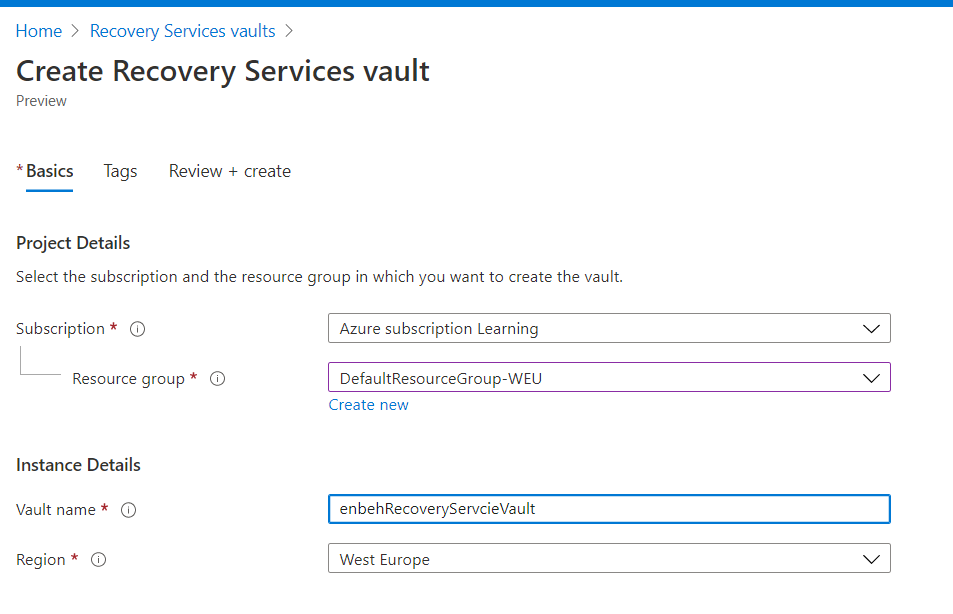 Home > Recovery Services vaults >
Create Recovery Services vault
Preview
* Basics Tags Review + create
Project Details
Select the subscription and the resource group in which you want to create the vault.
Subscription * Azure subscription Learning
Resource group * DefaultResourceGroup-WEU
Create new
Instance Details
Vault name * enbehRecoveryServcieVault
Region * West Europe